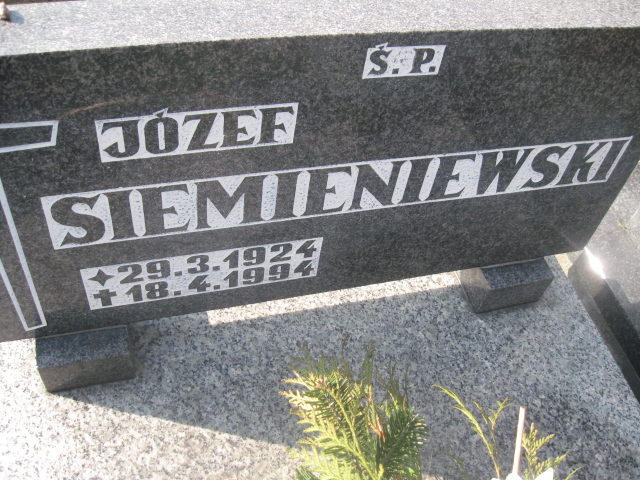 Ś.P.
JÓZEF
SIEMIENIEWSKI
✦29.3.1924
✝18.4.1994